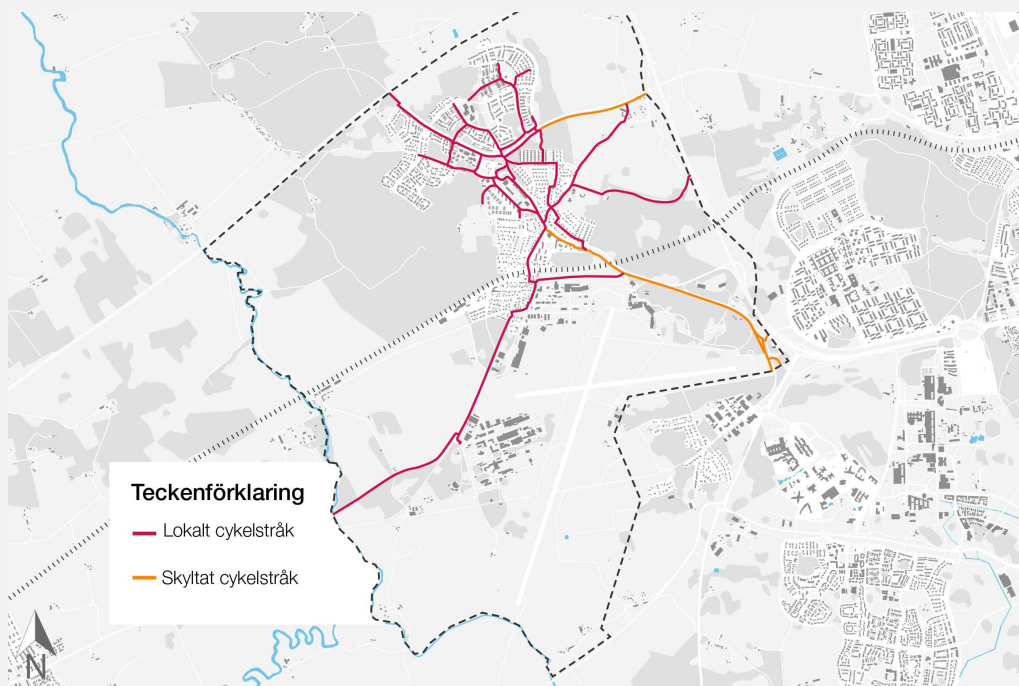 Teckenförklaring
Lokalt cykelstråk
Skyltat cykelstråk
N